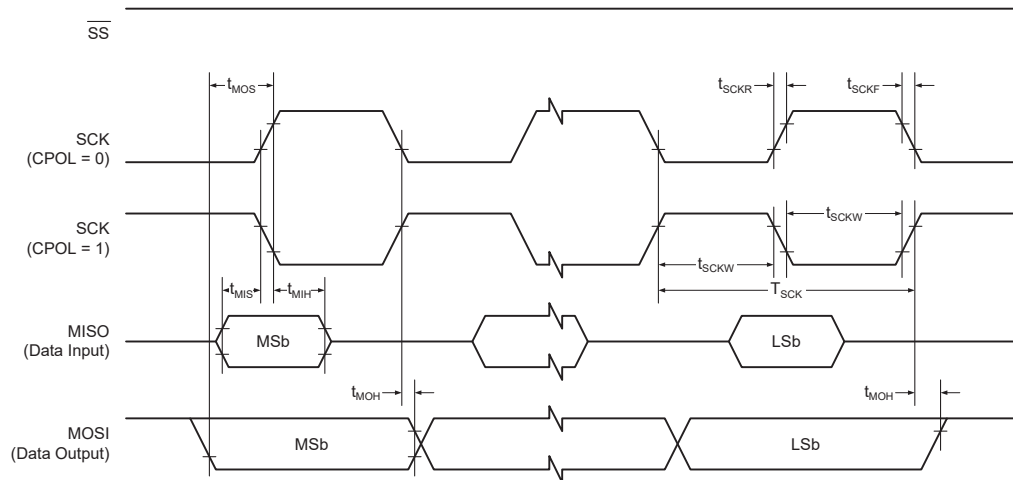 SS
tMOS
tSCKR
tSCKF
SCK
(CPOL = 0)
SCK
(CPOL = 1)
tSCKW
tSCKW
TSCK
tMIS
tMIH
MISO
(Data Input)
MSb
LSb
tMOH
tMOH
MOSI
(Data Output)
MSb
LSb